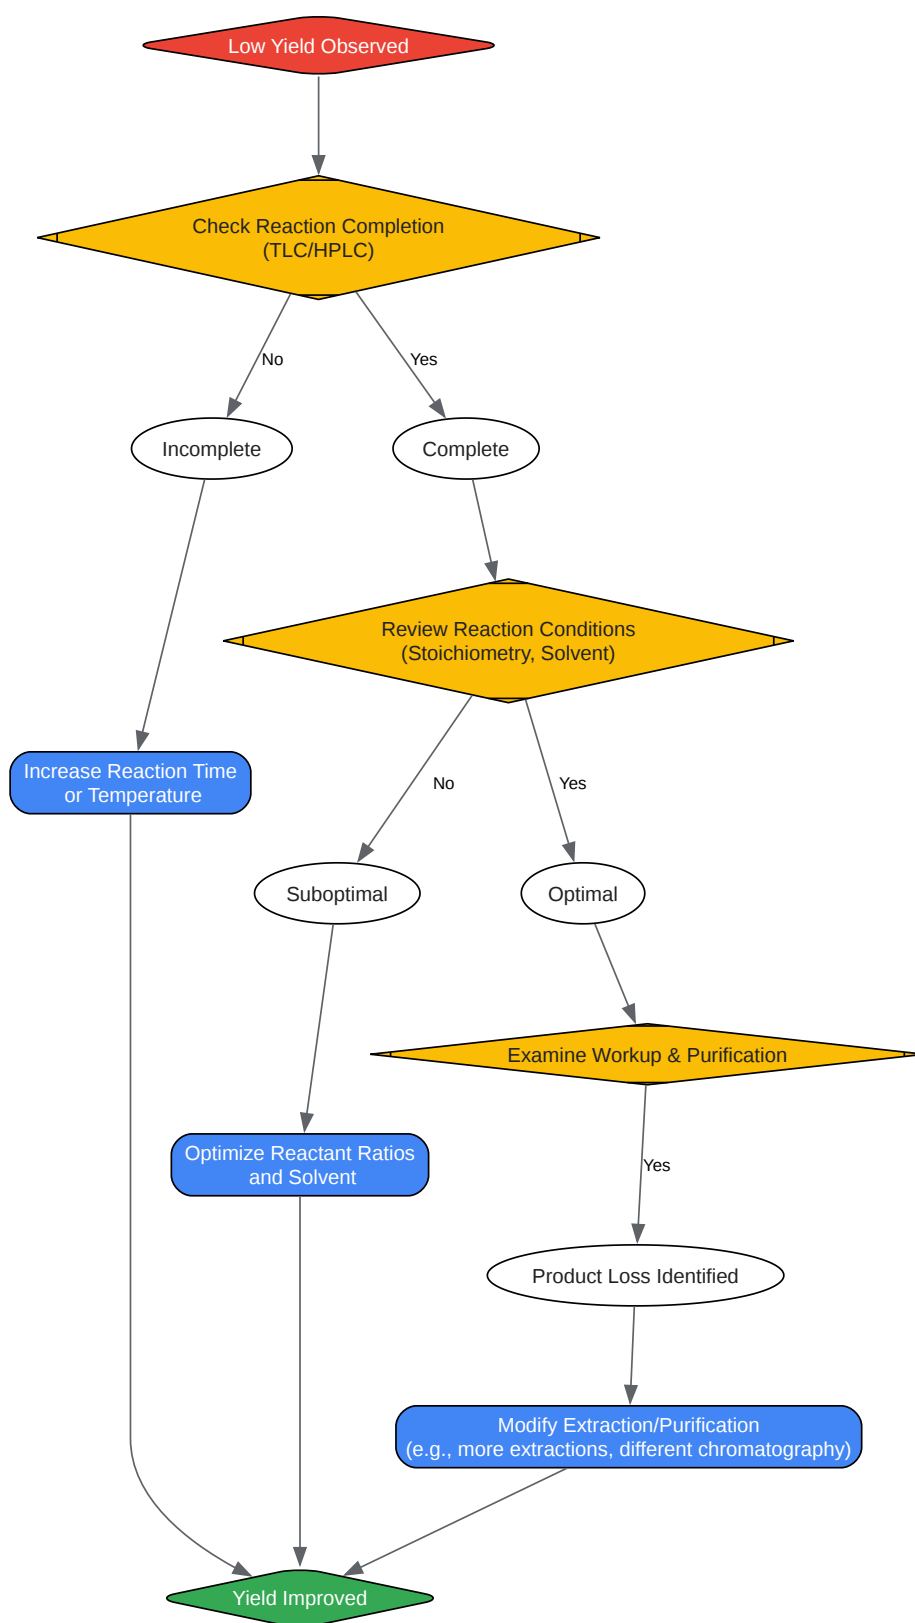 Low Yield Observed
Check Reaction Completion
(TLC/HPLC)
No
Yes
Incomplete
Complete
Review Reaction Conditions
(Stoichiometry, Solvent)
Increase Reaction Time
or Temperature
No
Yes
Suboptimal
Optimal
Examine Workup & Purification
Optimize Reactant Ratios
and Solvent
Yes
Product Loss Identified
Modify Extraction/Purification
(e.g., more extractions, different chromatography)
Yield Improved